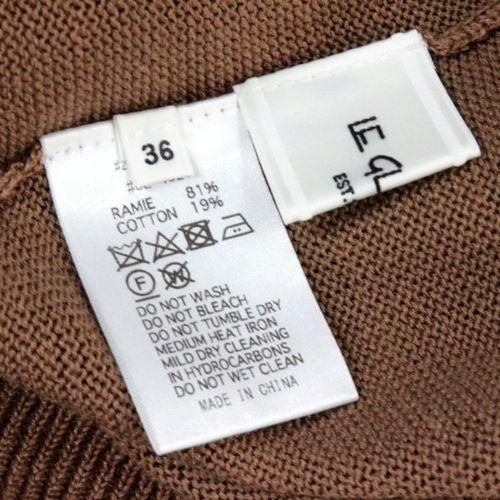 36
RAMIE 81%
COTTON 19%
F
W
DO NOT WASH
DO NOT BLEACH
DO NOT TUMBLE DRY
MEDIUM HEAT IRON
MILD DRY CLEANING
IN HYDROCARBONS
DO NOT WET CLEAN
MADE IN CHINA
EST.